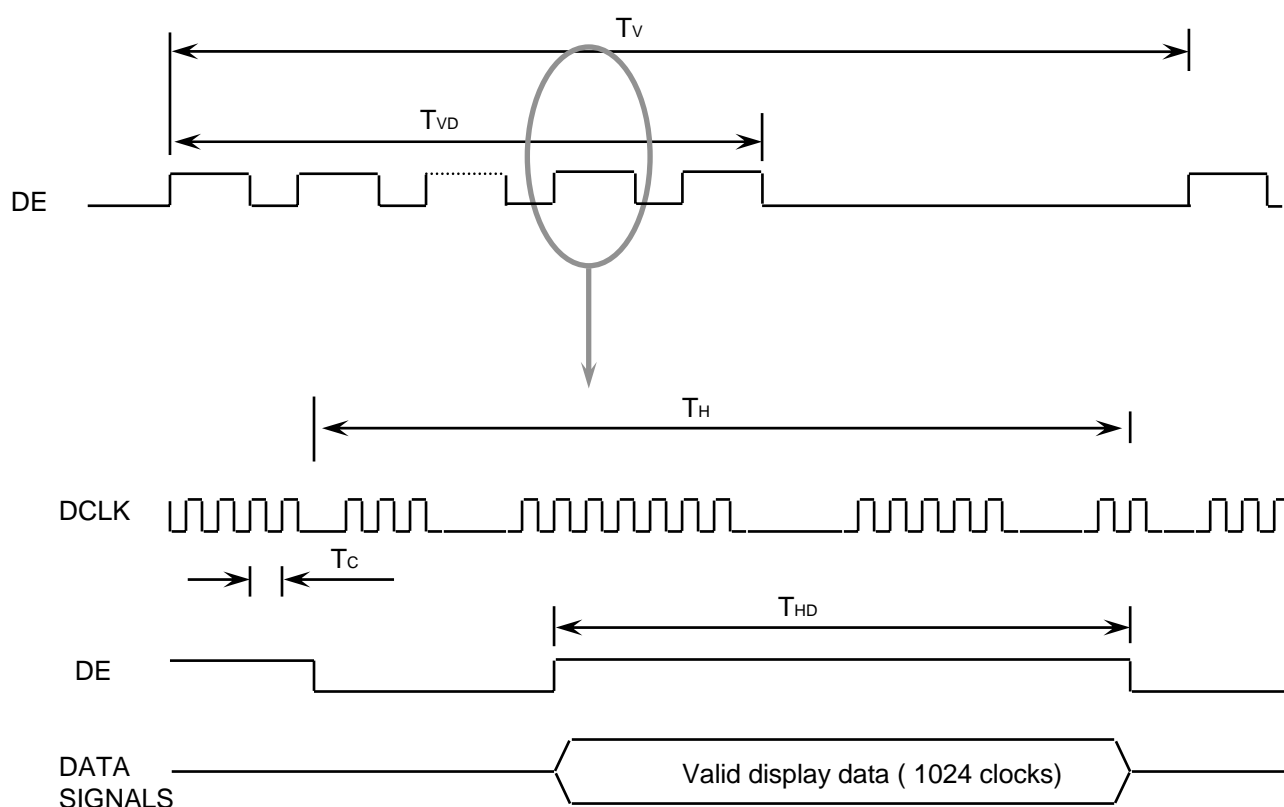 TV
TVD
DE
TH
DCLK
TC
THD
DE
DATA
SIGNALS
Valid display data ( 1024 clocks)